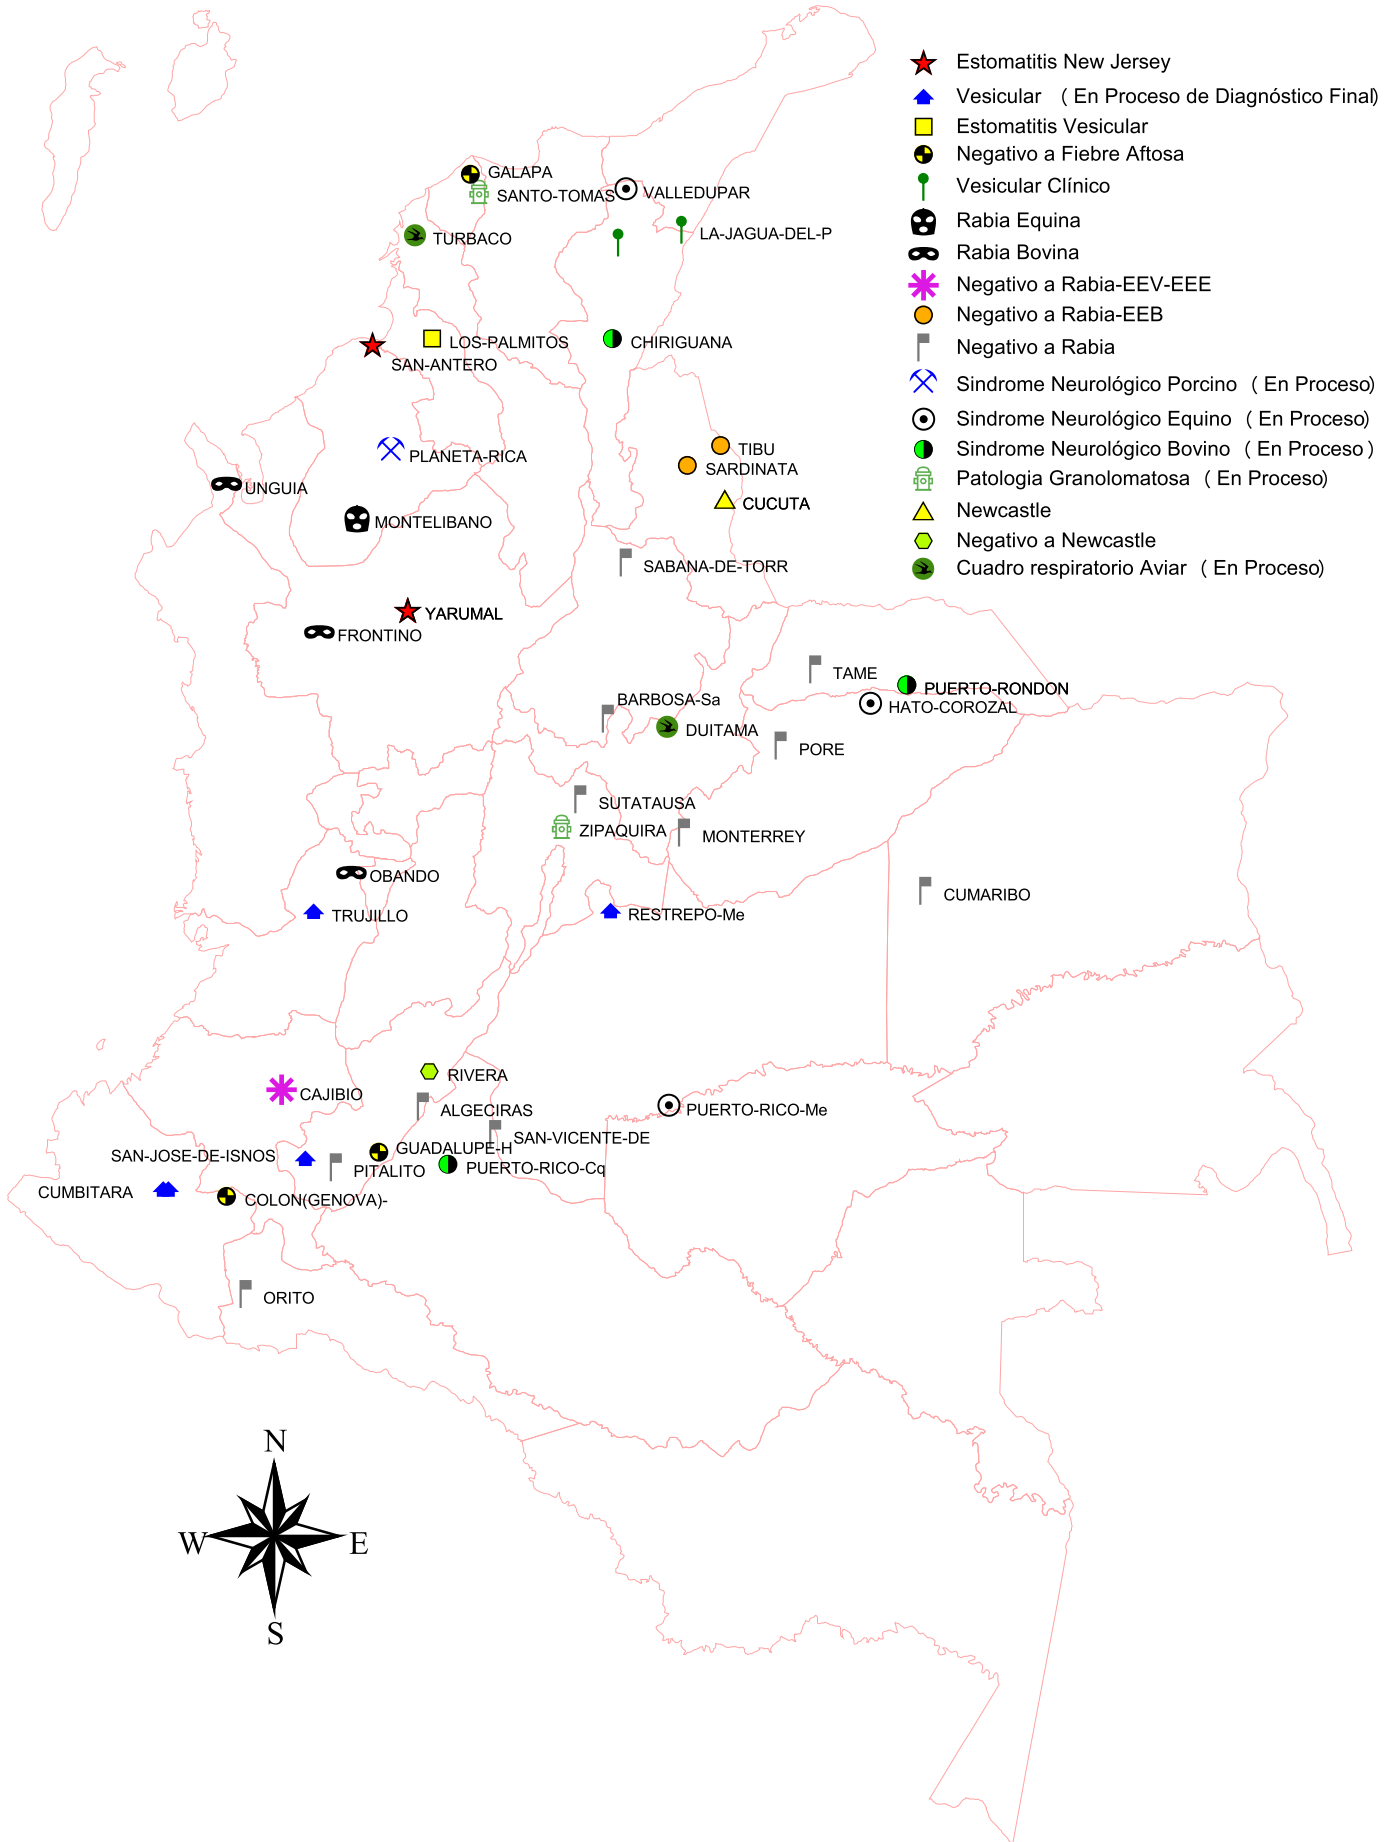 Estomatitis New Jersey
Vesicular ( En Proceso de Diagnóstico Final)
Estomatitis Vesicular
Negativo a Fiebre Aftosa
Vesicular Clínico
Rabia Equina
Rabia Bovina
Negativo a Rabia-EEV-EEE
Negativo a Rabia-EEB
Negativo a Rabia
Sindrome Neurológico Porcino ( En Proceso)
Sindrome Neurológico Equino ( En Proceso)
Sindrome Neurológico Bovino ( En Proceso )
Patologia Granolomatosa ( En Proceso)
Newcastle
Negativo a Newcastle
Cuadro respiratorio Aviar ( En Proceso)
GALAPA
SANTO-TOMAS
VALLEDUPAR
TURBACO
LA-JAGUA-DEL-P
LOS-PALMITOS
CHIRIGUANA
SAN-ANTERO
PLANETA-RICA
TIBU
SARDINATA
UNGUIA
CUCUTA
MONTELIBANO
SABANA-DE-TORR
YARUMAL
FRONTINO
TAME
PUERTO-RONDON
BARBOSA-Sa
HATO-COROZAL
DUITAMA
PORE
SUTATAUSA
ZIPAQUIRA
MONTERREY
OBANDO
CUMARIBO
TRUJILLO
RESTREPO-Me
RIVERA
CAJIBIO
ALGECIRAS
PUERTO-RICO-Me
SAN-VICENTE-DE
GUADALUPE-H
SAN-JOSE-DE-ISNOS
PITALITO
PUERTO-RICO-Cq
CUMBITARA
COLON(GENOVA)-
ORITO
N
W E
S